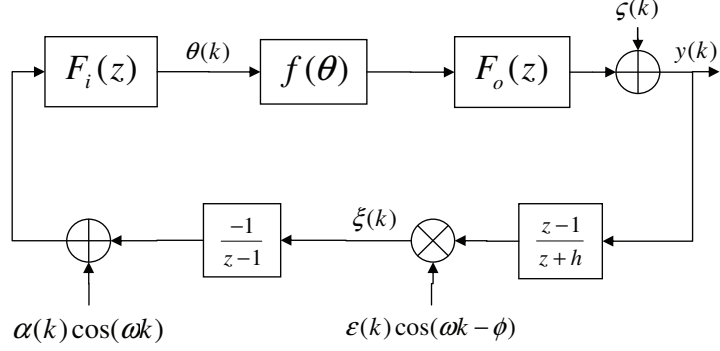 ς(k)
F_i(z)
θ(k)
f(θ)
F_o(z)
y(k)
-1
z-1
ξ(k)
z-1
z+h
α(k)cos(ωk)
ε(k)cos(ωk-ϕ)